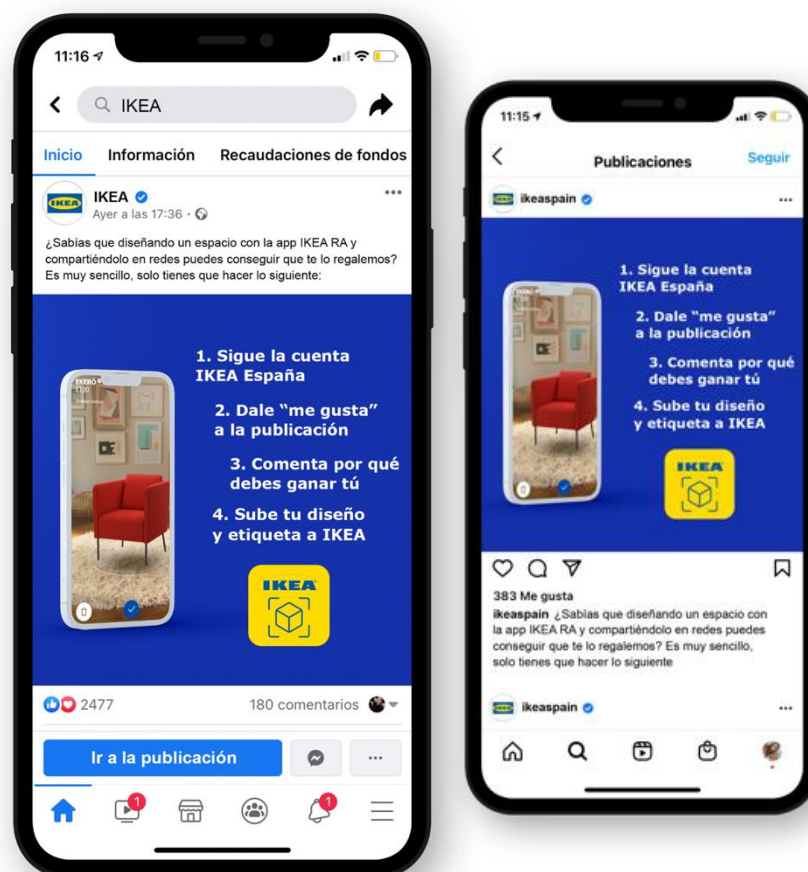 11:16
IKEA
Inicio Información Recaudaciones de fondos
IKEA
IKEA
Ayer a las 17:36 ·
¿Sabías que diseñando un espacio con la app IKEA RA y
compartiéndolo en redes puedes conseguir que te lo regalemos?
Es muy sencillo, solo tienes que hacer lo siguiente:
1. Sigue la cuenta
IKEA España
2. Dale “me gusta”
a la publicación
3. Comenta por qué
debes ganar tú
4. Sube tu diseño
y etiqueta a IKEA
EKERÖ
IKEA
2477 180 comentarios
Ir a la publicación
1
1
11:15
Publicaciones Seguir
IKEA
ikeaspain
1. Sigue la cuenta
IKEA España
2. Dale “me gusta”
a la publicación
3. Comenta por qué
debes ganar tú
4. Sube tu diseño
y etiqueta a IKEA
IKEA
383 Me gusta
ikeaspain ¿Sabías que diseñando un espacio con
la app IKEA RA y compartiéndolo en redes puedes
conseguir que te lo regalemos? Es muy sencillo,
solo tienes que hacer lo siguiente
IKEA
ikeaspain